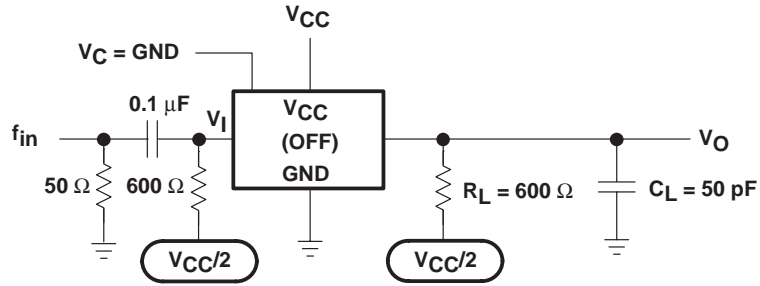 VCC
VC = GND
0.1 μF
VI
VCC
(OFF)
GND
fin
VO
50 Ω
600 Ω
RL = 600 Ω
CL = 50 pF
VCC/2
VCC/2